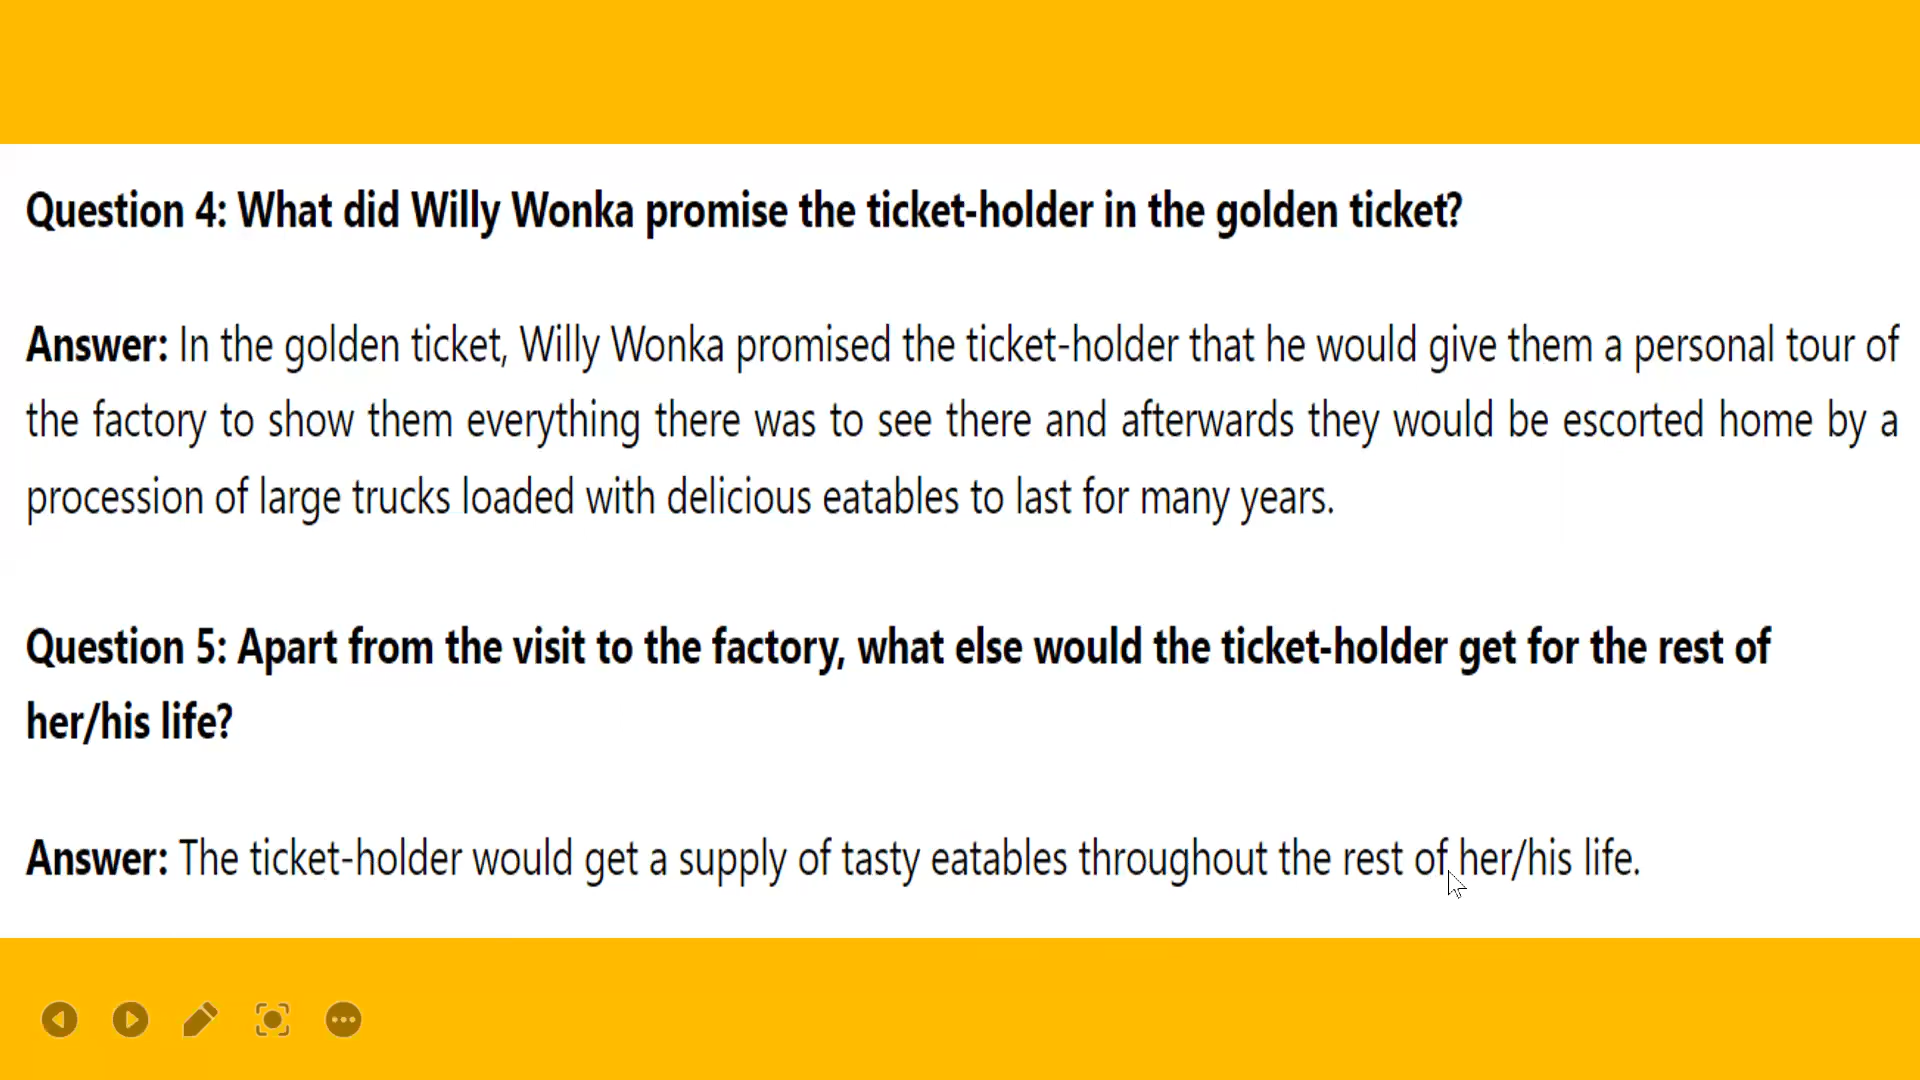 Question 4: What did Willy Wonka promise the ticket-holder in the golden ticket?
Answer: In the golden ticket, Willy Wonka promised the ticket-holder that he would give them a personal tour of
the factory to show them everything there was to see there and afterwards they would be escorted home by a
procession of large trucks loaded with delicious eatables to last for many years.
Question 5: Apart from the visit to the factory, what else would the ticket-holder get for the rest of
her/his life?
Answer: The ticket-holder would get a supply of tasty eatables throughout the rest of her/his life.